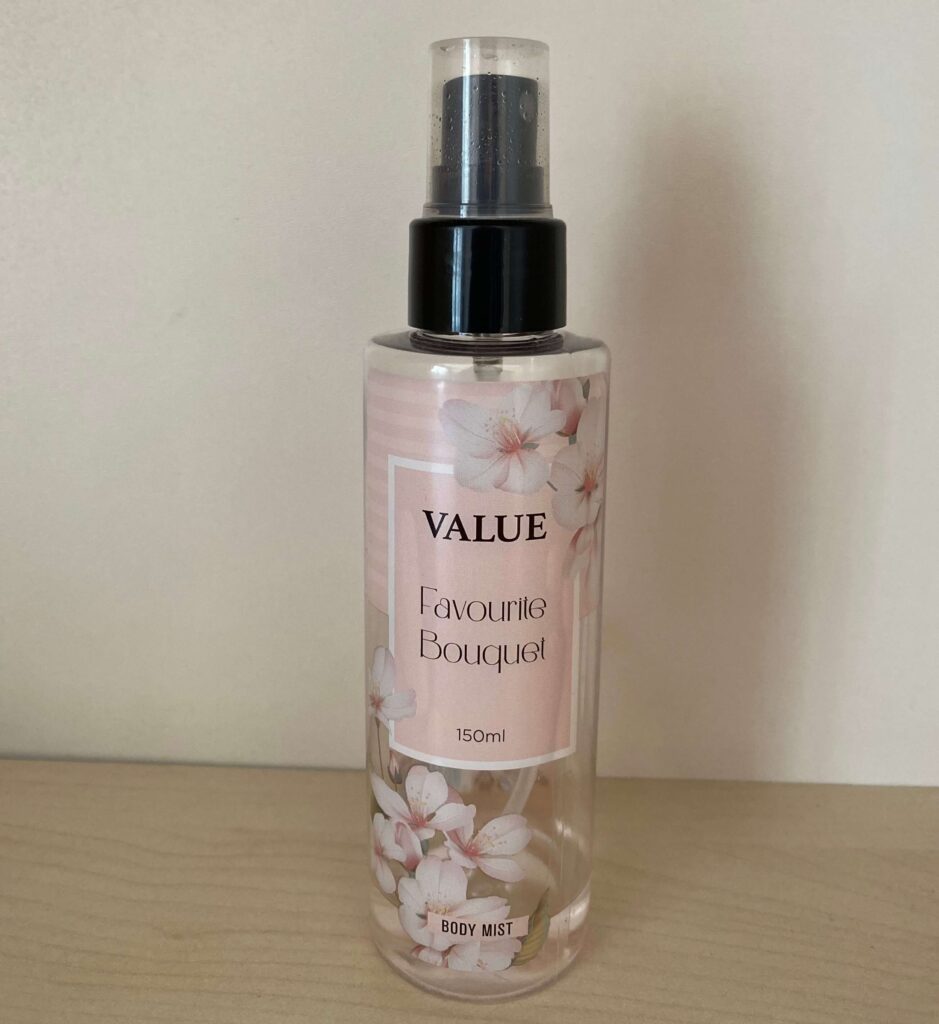 VALUE
Favourite
Bouquet
150ml
BODY MIST